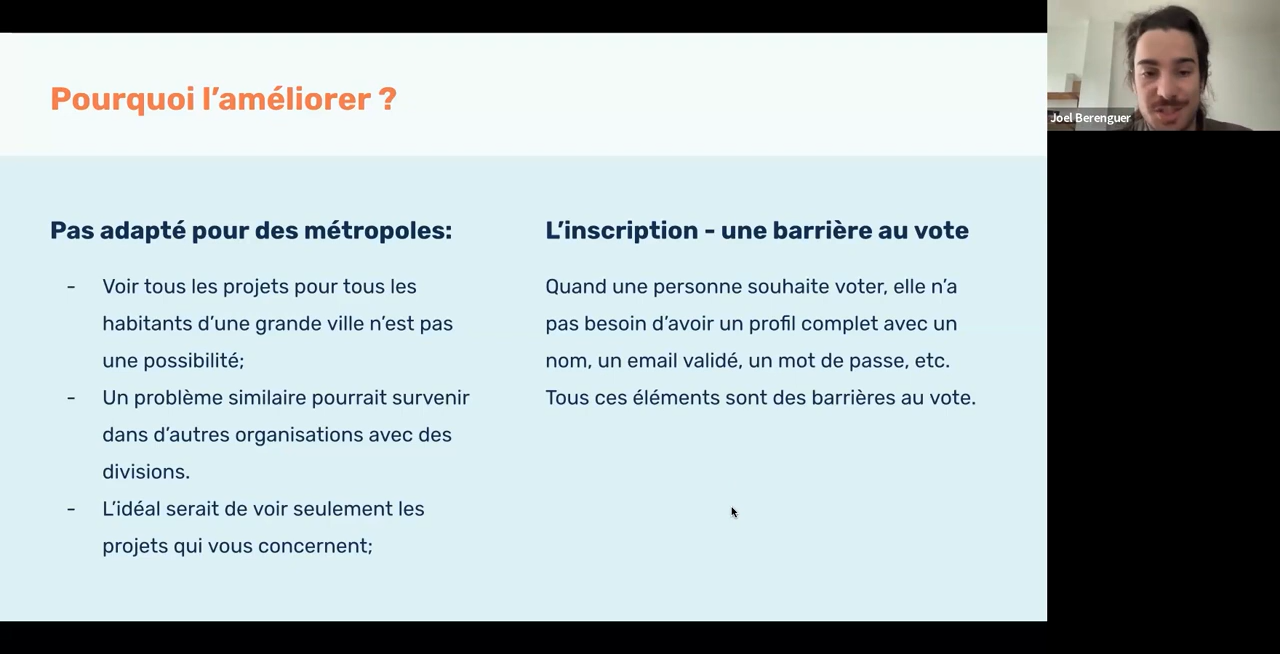 Pourquoi l’améliorer ?
Pas adapté pour des métropoles:
- Voir tous les projets pour tous les
habitants d’une grande ville n’est pas
une possibilité;
- Un problème similaire pourrait survenir
dans d’autres organisations avec des
divisions.
- L’idéal serait de voir seulement les
projets qui vous concernent;
L’inscription - une barrière au vote
Quand une personne souhaite voter, elle n’a
pas besoin d’avoir un profil complet avec un
nom, un email validé, un mot de passe, etc.
Tous ces éléments sont des barrières au vote.
Joel Berenguer